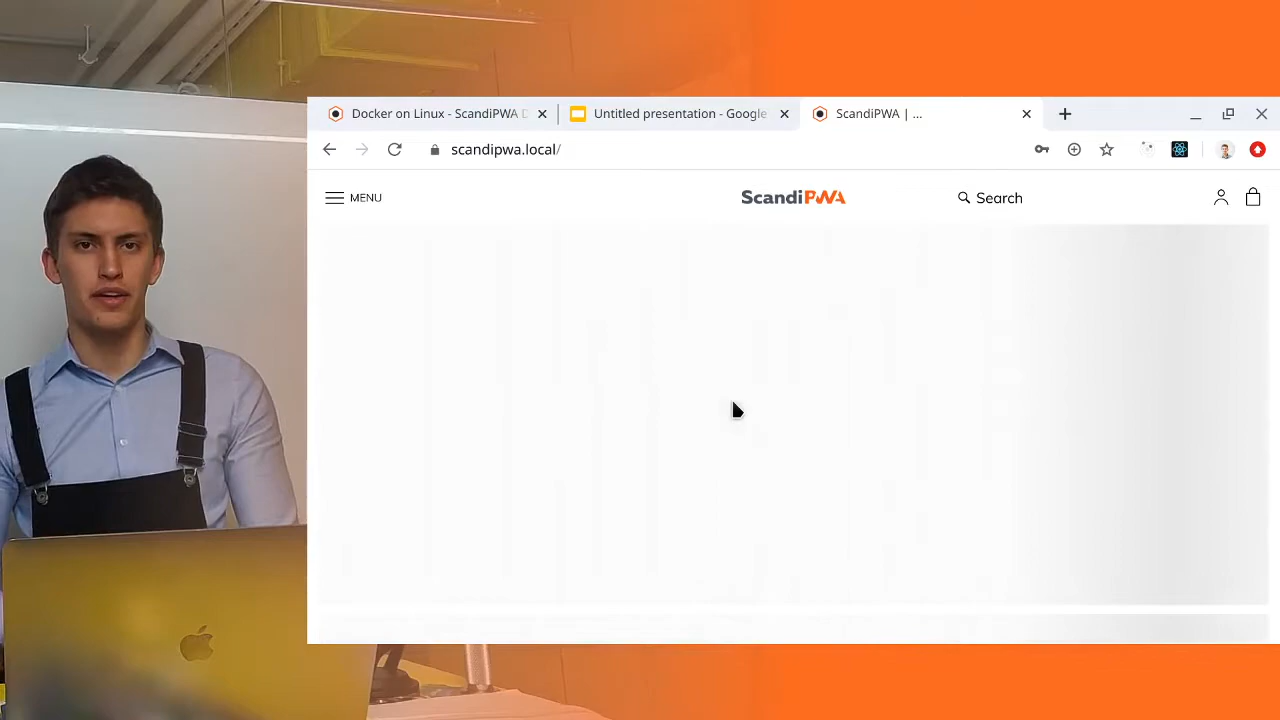 Docker on Linux - ScandiPWA D
Untitled presentation - Google
ScandiPWA | ...
scandipwa.local/
MENU
ScandiPWA
Search